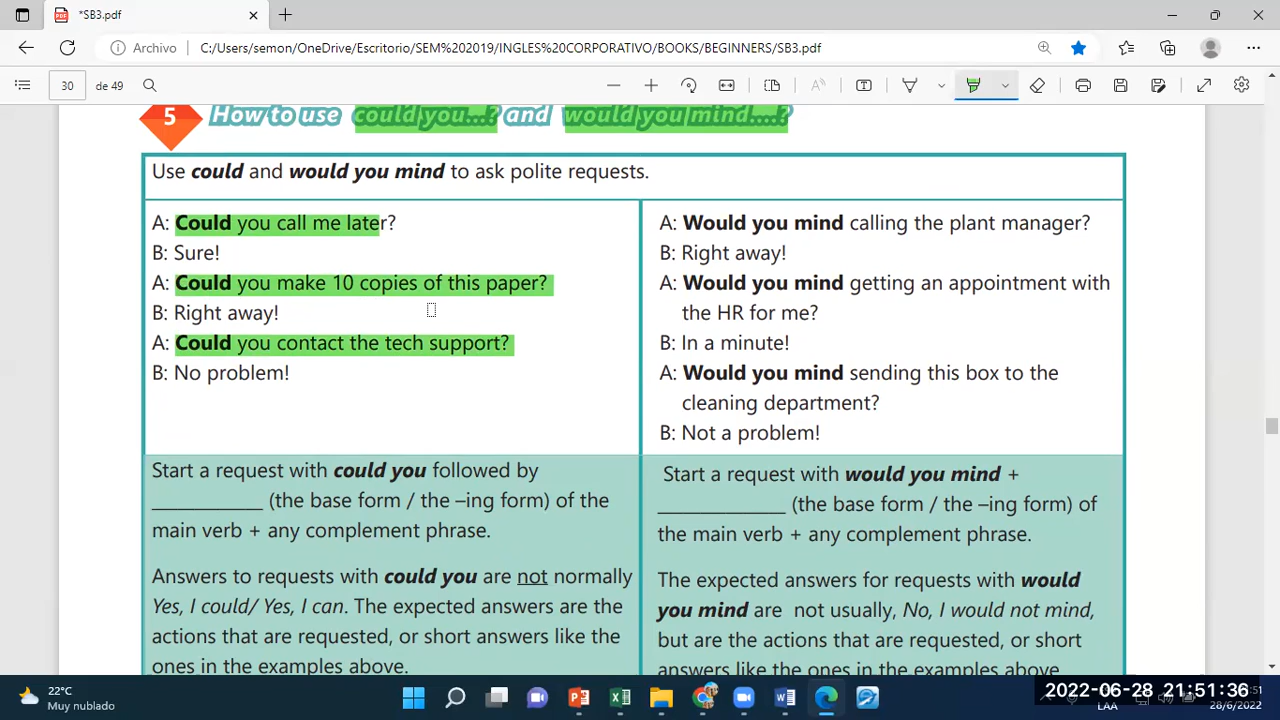 *SB3.pdf
Archivo C:/Users/semon/OneDrive/Escritorio/SEM%202019/INGLES%20CORPORATIVO/BOOKS/BEGINNERS/SB3.pdf
30 de 49
5 How to use could you...? and would you mind....?
Use could and would you mind to ask polite requests.
A: Could you call me later?
B: Sure!
A: Could you make 10 copies of this paper?
B: Right away!
A: Could you contact the tech support?
B: No problem!
A: Would you mind calling the plant manager?
B: Right away!
A: Would you mind getting an appointment with
the HR for me?
B: In a minute!
A: Would you mind sending this box to the
cleaning department?
B: Not a problem!
Start a request with could you followed by
____________ (the base form / the –ing form) of the
main verb + any complement phrase.
Answers to requests with could you are not normally
Yes, I could/ Yes, I can. The expected answers are the
actions that are requested, or short answers like the
ones in the examples above.
Start a request with would you mind +
______________ (the base form / the –ing form) of
the main verb + any complement phrase.
The expected answers for requests with would
you mind are not usually, No, I would not mind,
but are the actions that are requested, or short
answers like the ones in the examples above
22°C
Muy nublado
2022-06-28 21:51:36
LAA
28/6/2022